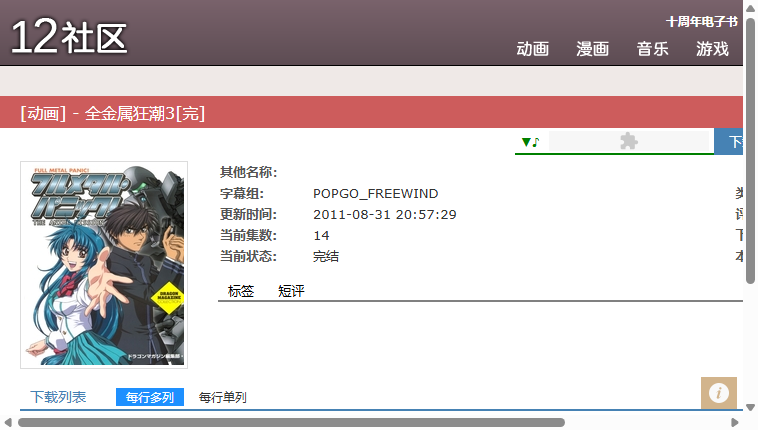 12社区
十周年电子书
动画 漫画 音乐 游戏
[动画] - 全金属狂潮3[完]
▼♪ 下
其他名称:
字幕组: POPGO_FREEWIND
更新时间: 2011-08-31 20:57:29
当前集数: 14
当前状态: 完结
标签 短评
FULL METAL PANIC!
フルメタル・パニック!
DRAGON MAGAZINE
ドラゴンマガジン編集部・
下载列表 每行多列 每行单列